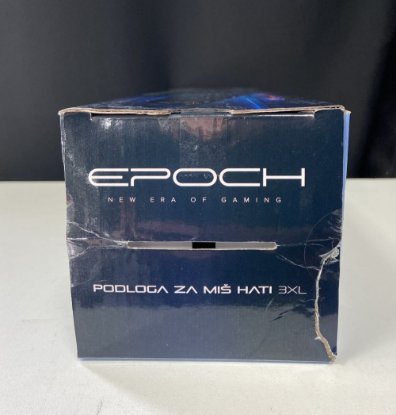 EPOCH
NEW ERA OF GAMING
PODLOGA ZA MIŠ HATI 3XL